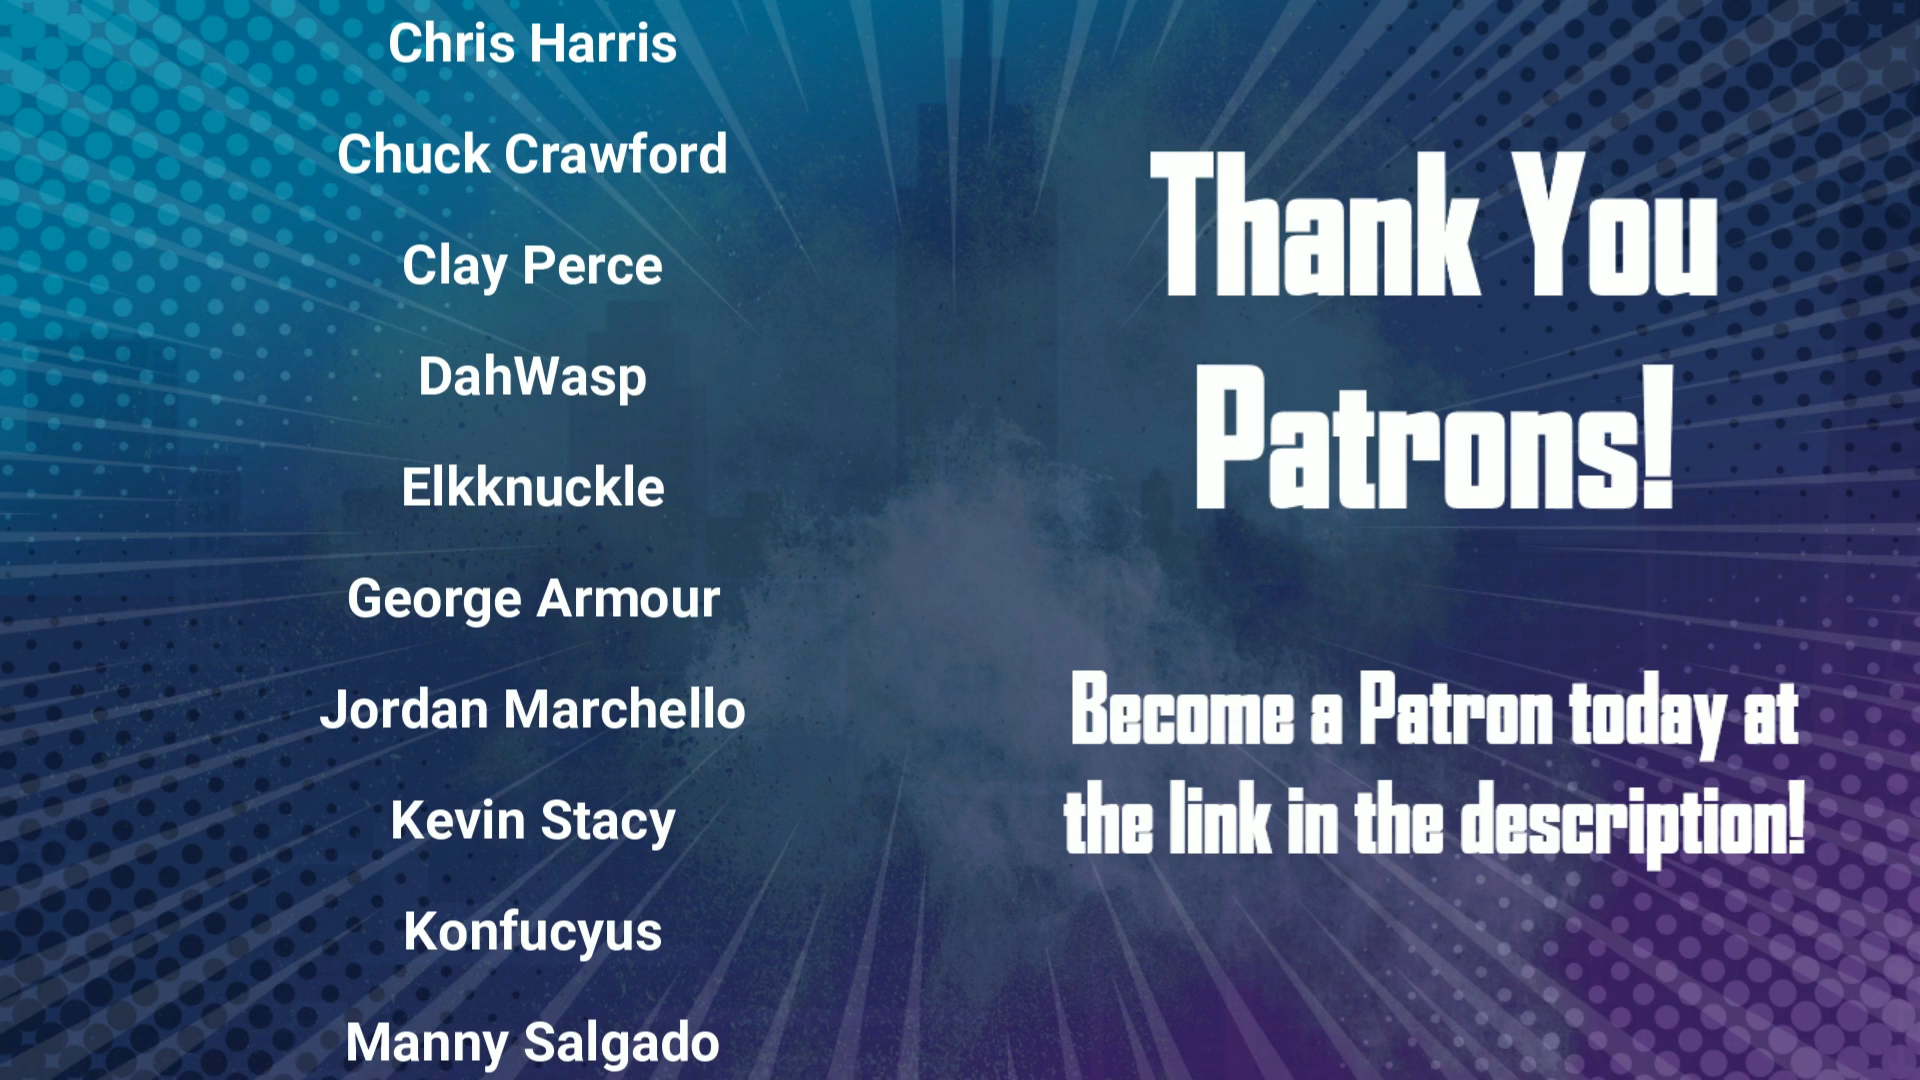 Chris Harris
Chuck Crawford
Clay Perce
DahWasp
Elkknuckle
George Armour
Jordan Marchello
Kevin Stacy
Konfucyus
Manny Salgado
Thank You
Patrons!
Become a Patron today at
the link in the description!